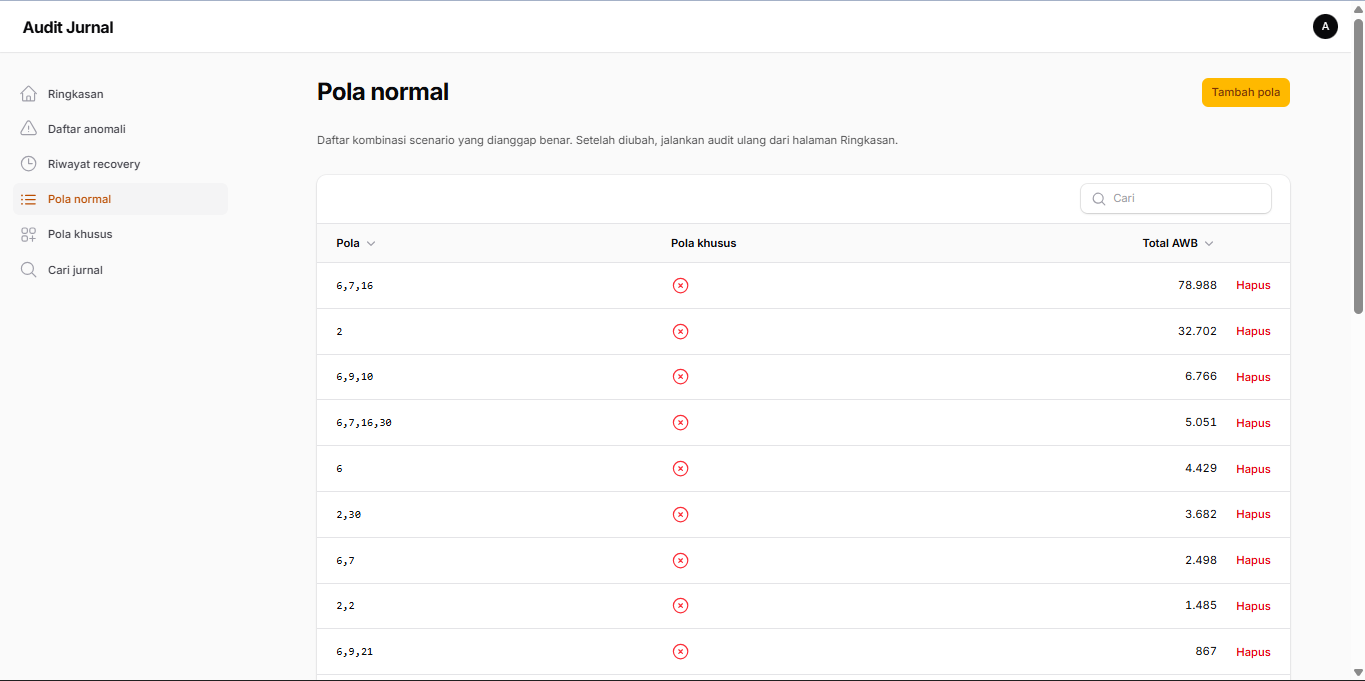 Audit Jurnal
A
Ringkasan
Daftar anomali
Riwayat recovery
Pola normal
Pola khusus
Cari jurnal
Pola normal
Tambah pola
Daftar kombinasi scenario yang dianggap benar. Setelah diubah, jalankan audit ulang dari halaman Ringkasan.
Cari
Pola Pola khusus Total AWB
6,7,16 78.988 Hapus
2 32.702 Hapus
6,9,10 6.766 Hapus
6,7,16,30 5.051 Hapus
6 4.429 Hapus
2,30 3.682 Hapus
6,7 2.498 Hapus
2,2 1.485 Hapus
6,9,21 867 Hapus